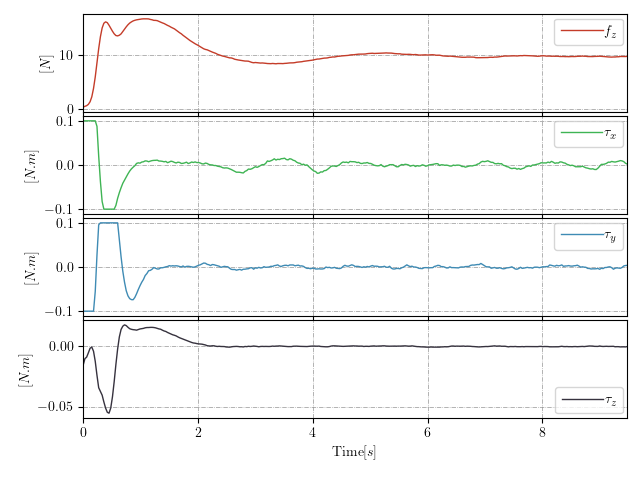 10
0
[N]
f_z
0.1
0.0
−0.1
[N.m]
τ_x
0.1
0.0
−0.1
[N.m]
τ_y
0.00
−0.05
[N.m]
τ_z
0 2 4 6 8
Time[s]